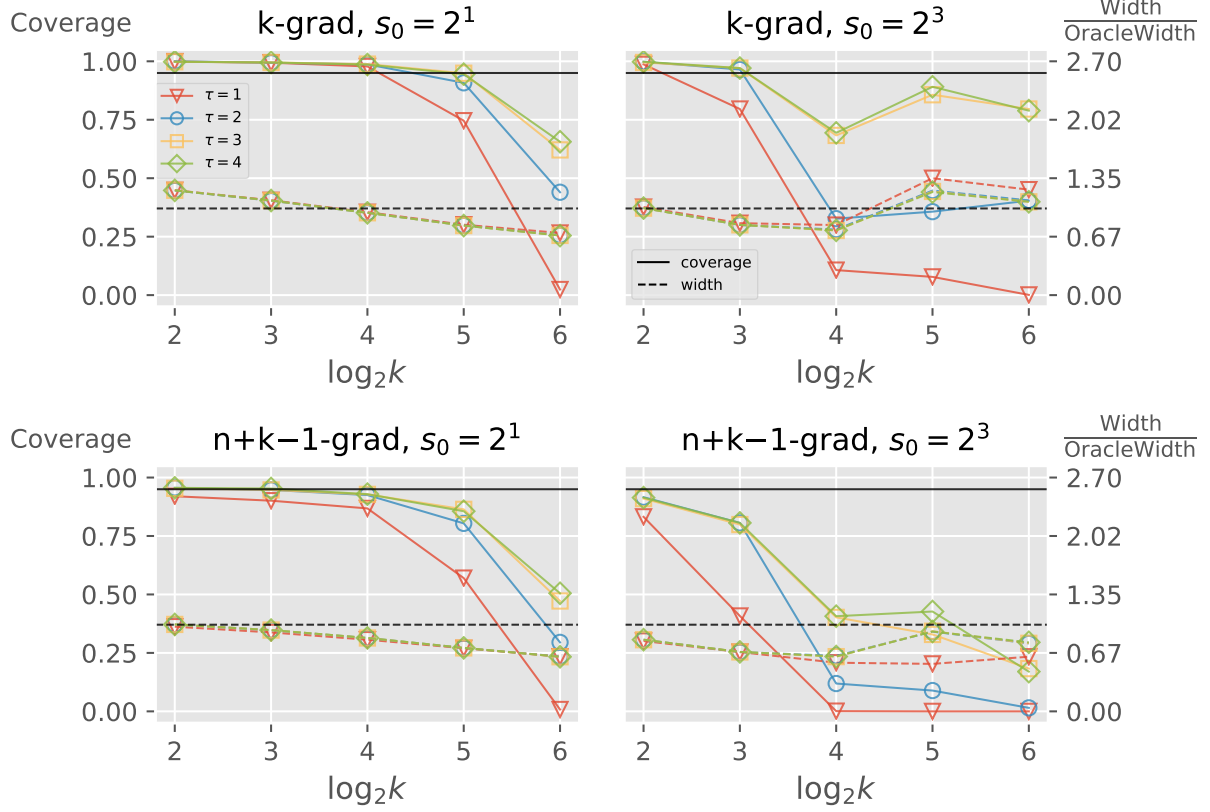 Coverage
k-grad, s₀ = 2¹
k-grad, s₀ = 2³
Width
OracleWidth
1.00
0.75
0.50
0.25
0.00
τ = 1
τ = 2
τ = 3
τ = 4
2 3 4 5 6
log₂k
coverage
width
2 3 4 5 6
log₂k
2.70
2.02
1.35
0.67
0.00
Coverage
n+k−1-grad, s₀ = 2¹
n+k−1-grad, s₀ = 2³
Width
OracleWidth
1.00
0.75
0.50
0.25
0.00
2 3 4 5 6
log₂k
2 3 4 5 6
log₂k
2.70
2.02
1.35
0.67
0.00